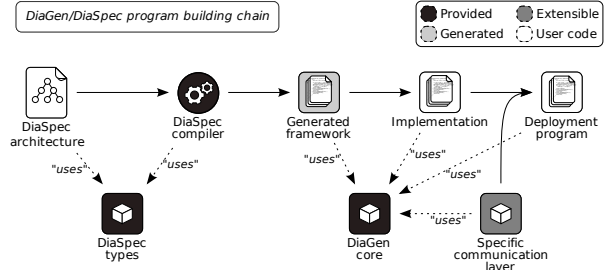 DiaGen/DiaSpec program building chain
Provided
Extensible
Generated
User code
DiaSpec
architecture
DiaSpec
compiler
Generated
framework
Implementation
Deployment
program
"uses"
"uses"
"uses"
"uses"
"uses"
"uses"
DiaSpec
types
DiaGen
core
Specific
communication
layer